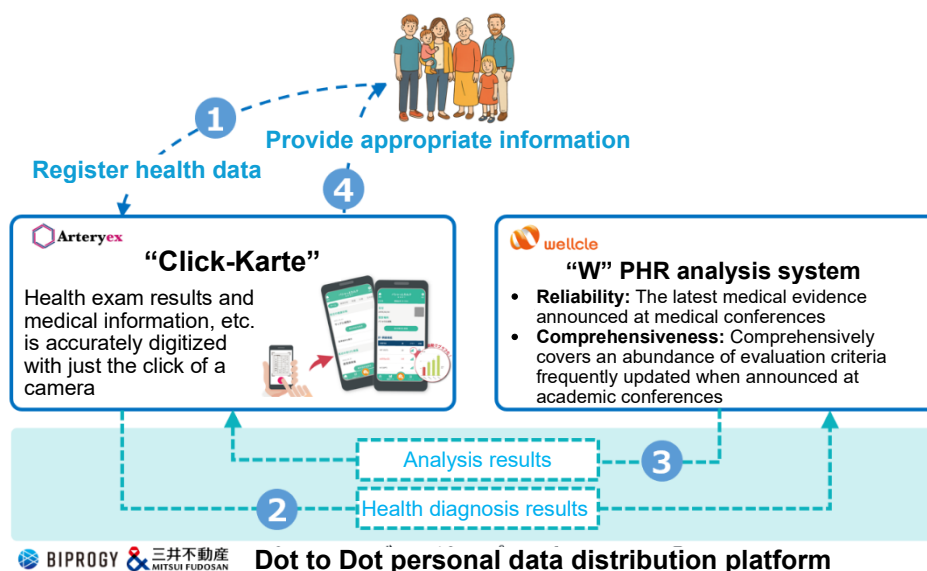 1
Provide appropriate information
Register health data
4
Arteryex
“Click-Karte”
Health exam results and
medical information, etc.
is accurately digitized
with just the click of a
camera
wellcle
“W” PHR analysis system
• Reliability: The latest medical evidence
announced at medical conferences
• Comprehensiveness: Comprehensively
covers an abundance of evaluation criteria
frequently updated when announced at
academic conferences
Analysis results
3
2
Health diagnosis results
BIPROGY & 三井不動産
MITSUI FUDOSAN
Dot to Dot personal data distribution platform